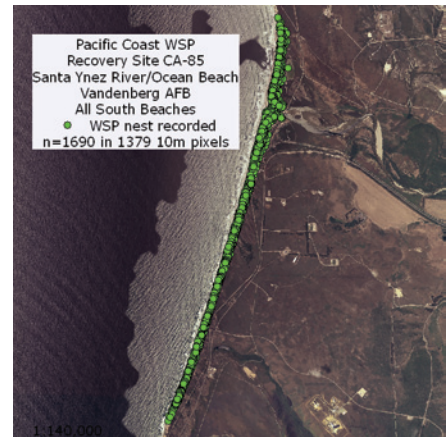 Pacific Coast WSP
Recovery Site CA-85
Santa Ynez River/Ocean Beach
Vandenberg AFB
All South Beaches
WSP nest recorded
n=1690 in 1379 10m pixels
1:140,000